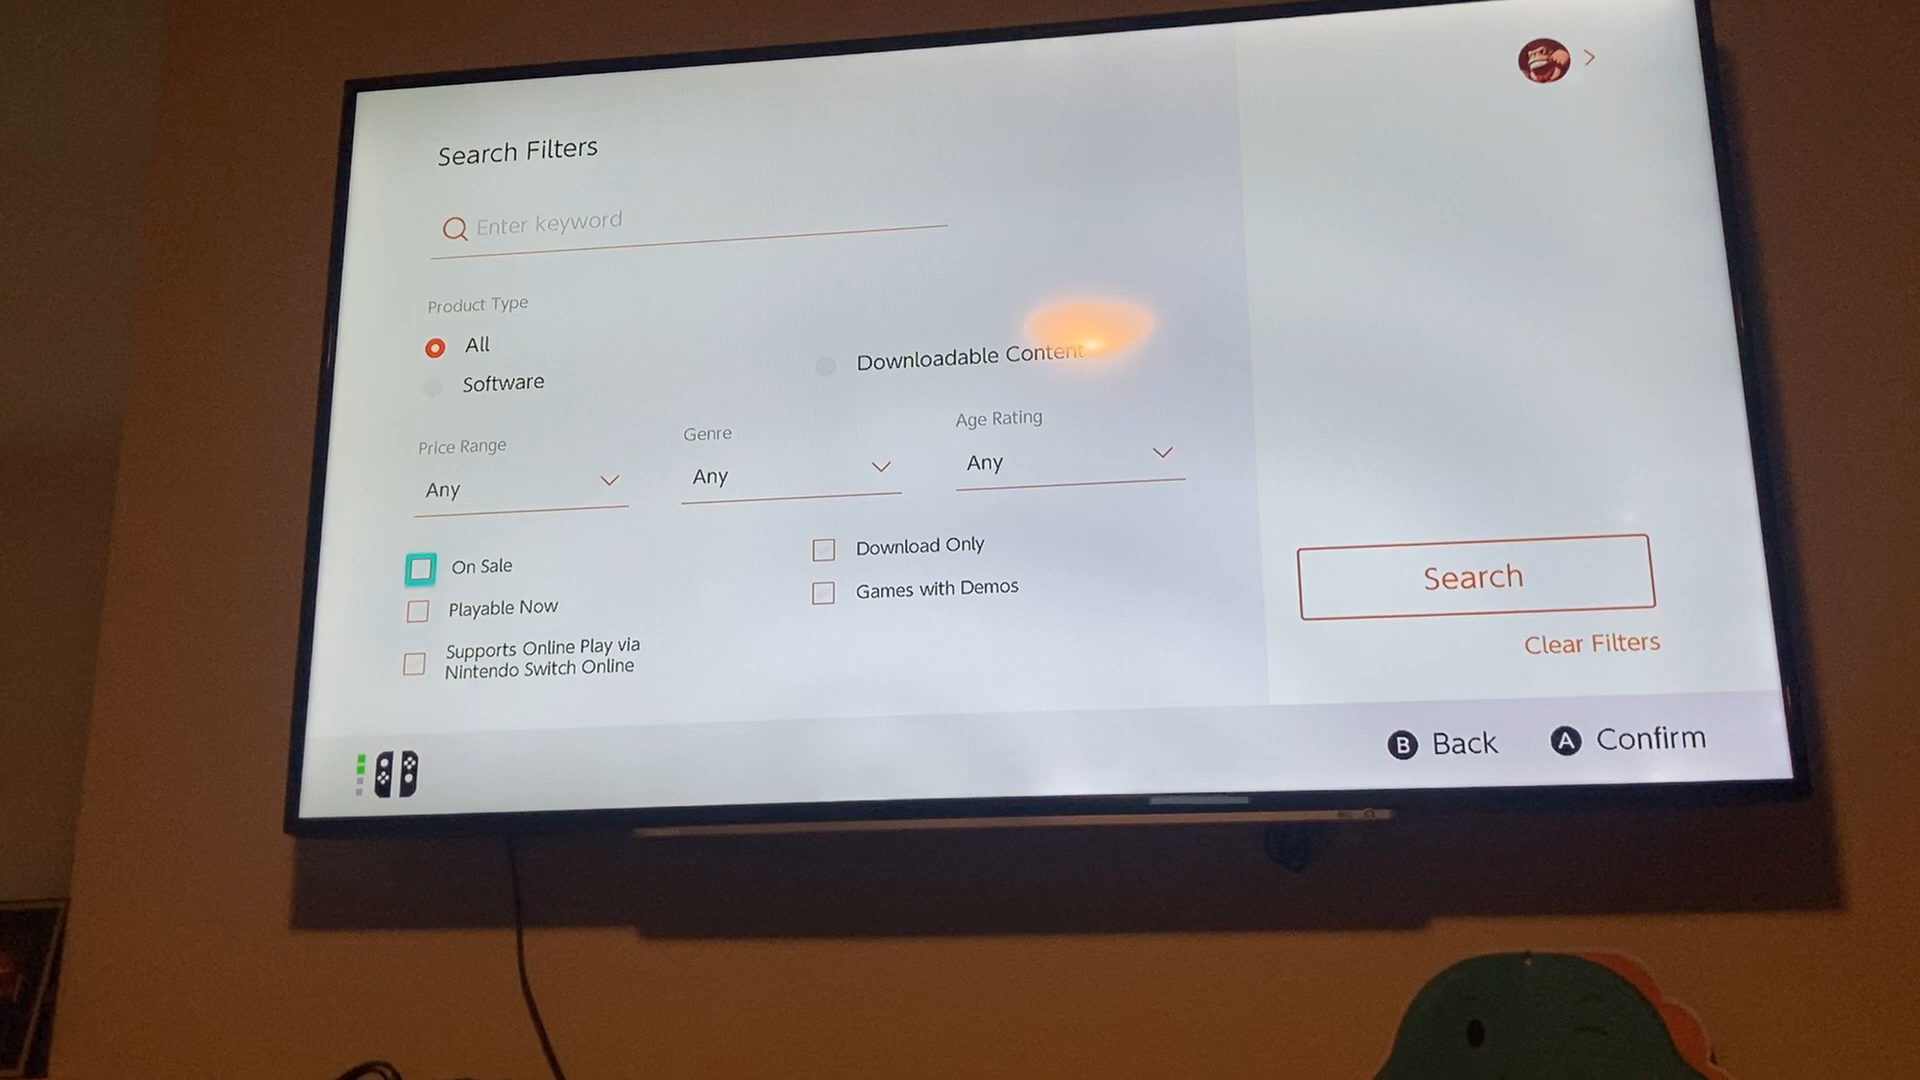 Search Filters
Enter keyword
Product Type
All
Software
Downloadable Content
Price Range
Genre
Age Rating
Any
Any
Any
On Sale
Download Only
Playable Now
Games with Demos
Supports Online Play via
Nintendo Switch Online
Search
Clear Filters
B Back
A Confirm